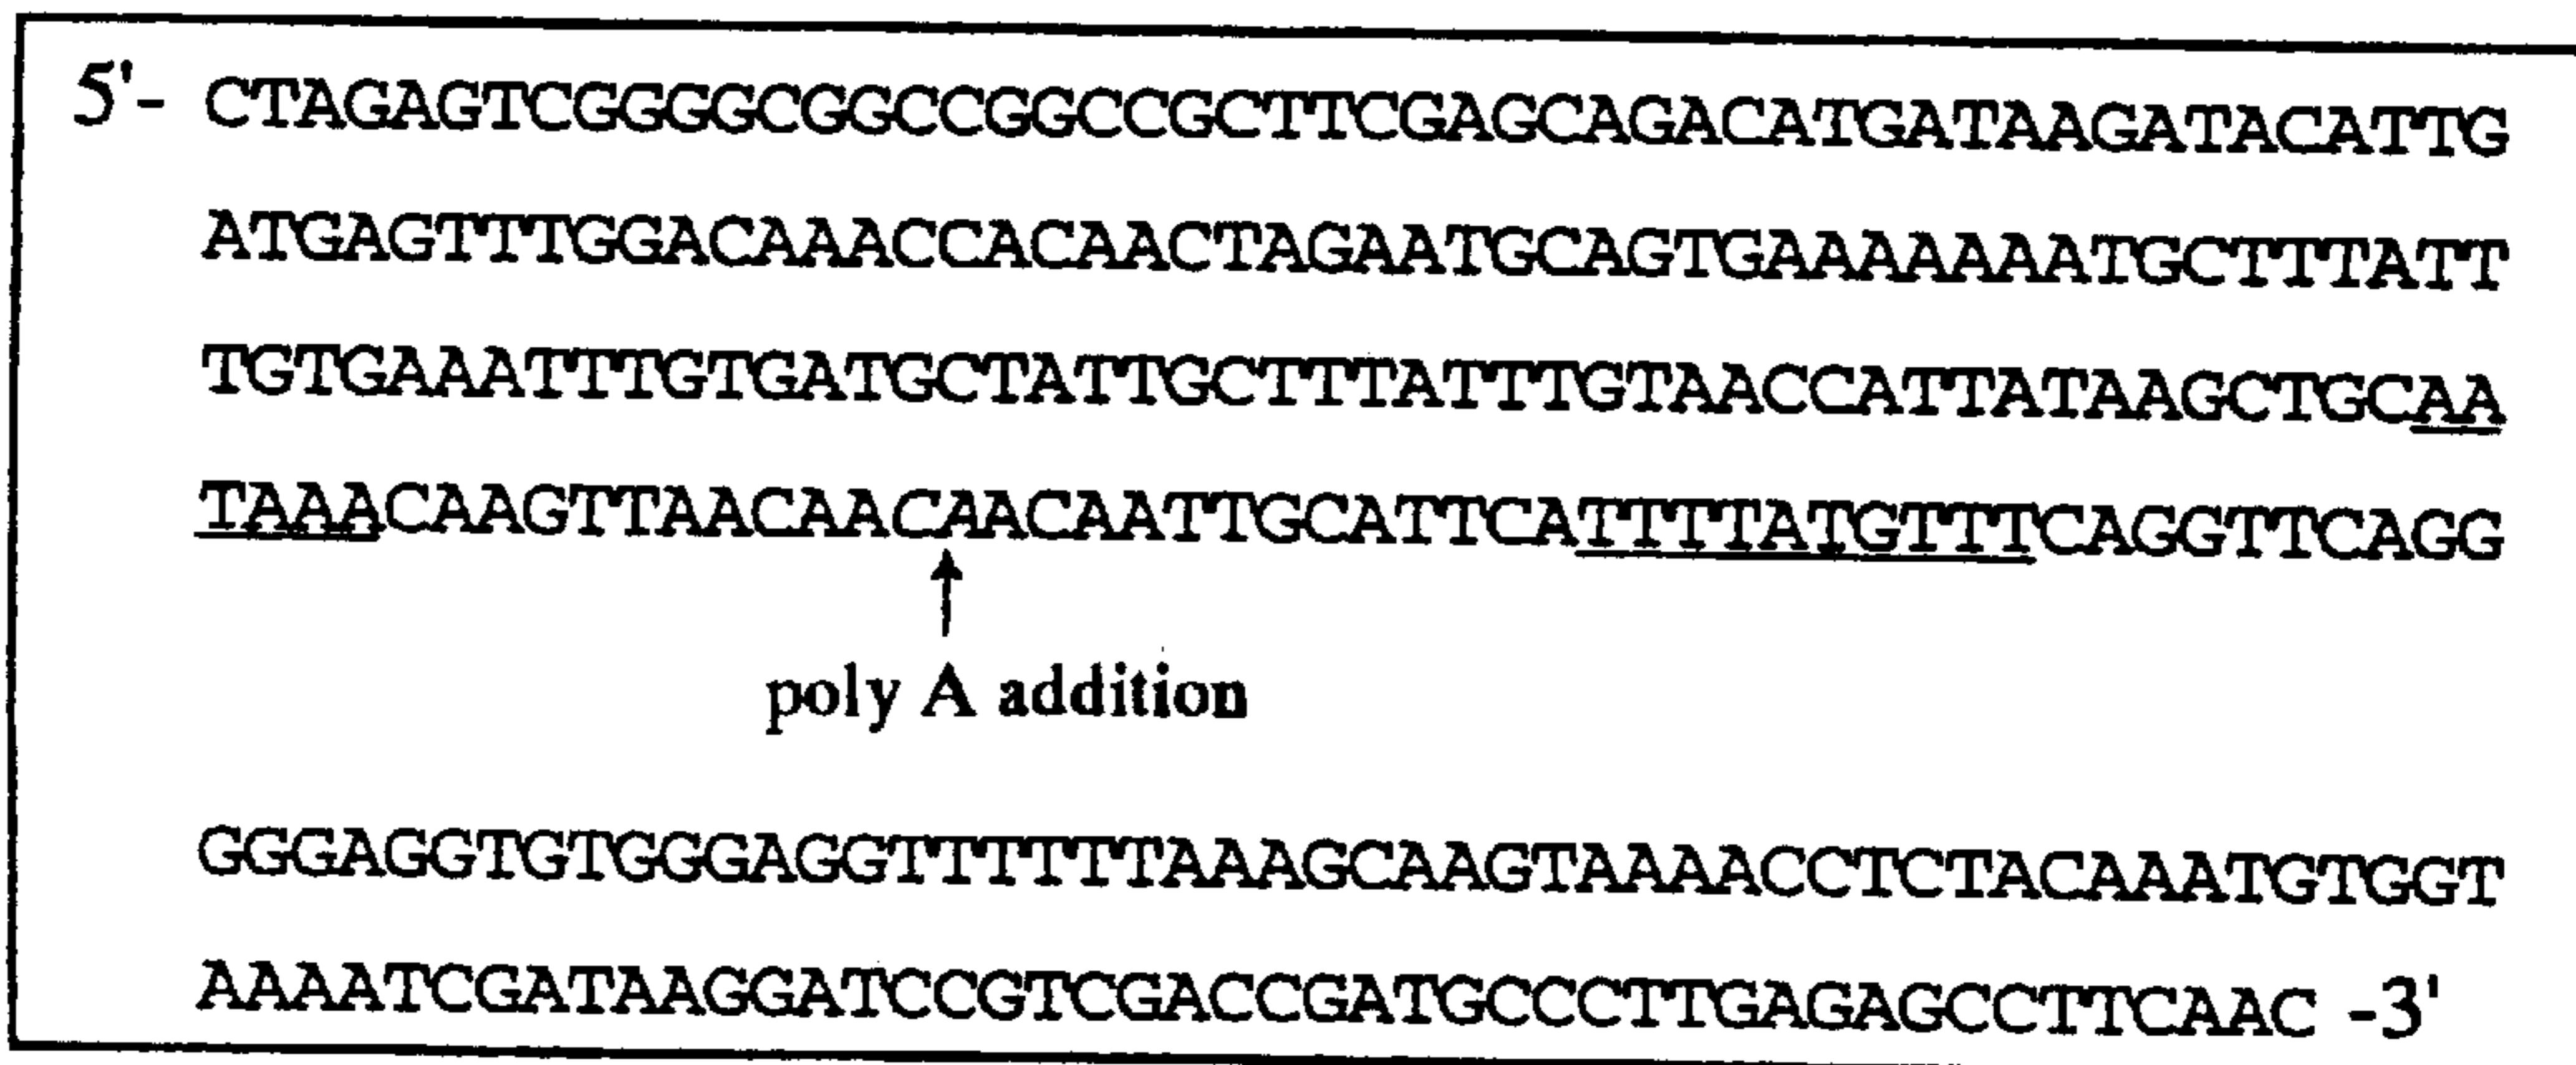 5'- CTAGAGTCGGGGCGGCCGGCCGCTTCGAGCAGACATGATAAGATACATTG
ATGAGTTTGGACAAACCACAACTAGAATGCAGTGAAAAAAATGCTTTATT
TGTGAAATTTGTGATGCTATTGCTTTATTTGTAACCATTATAAGCTGCAA
TAAACAAGTTAACAACAACAATTGCATTCATTTTATGTTTCAGGTTCAGG
poly A addition
GGGAGGTGTGGGAGGTTTTTTAAAGCAAGTAAAACCTCTACAAATGTGGT
AAAATCGATAAGGATCCGTCGACCGATGCCCTTGAGAGCCTTCAAC -3'